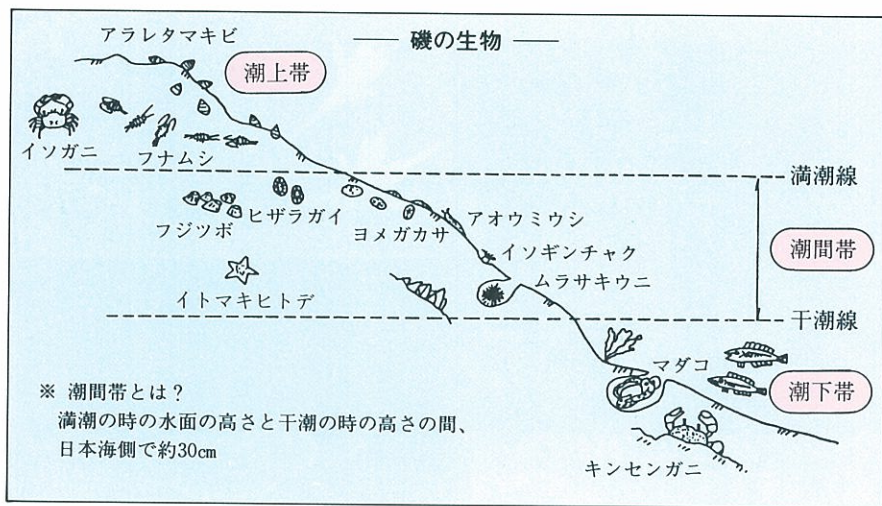 磯の生物
アラレタマキビ
潮上帯
イソガニ
フナムシ
満潮線
ヒザラガイ
フジツボ
ヨメガカサ
アオウミウシ
イソギンチャク
潮間帯
ムラサキウニ
イトマキヒトデ
干潮線
マダコ
潮下帯
キンセンガニ
※ 潮間帯とは?
満潮の時の水面の高さと干潮の時の高さの間、
日本海側で約30cm